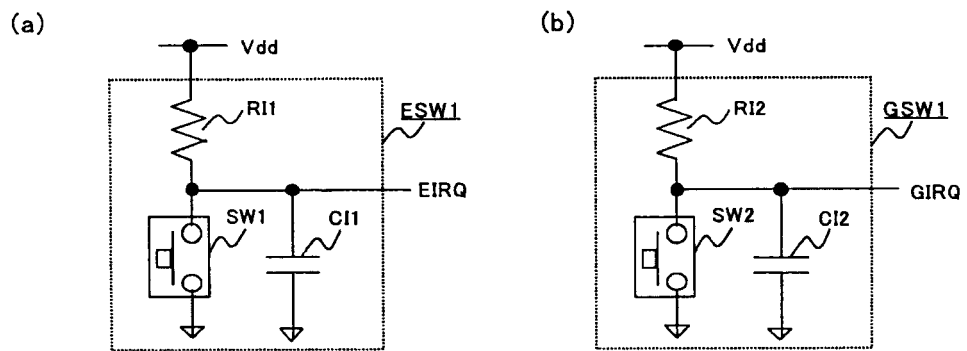 (a)
Vdd
RI1
ESW1
EIRQ
SW1
CI1
(b)
Vdd
RI2
GSW1
GIRQ
SW2
CI2